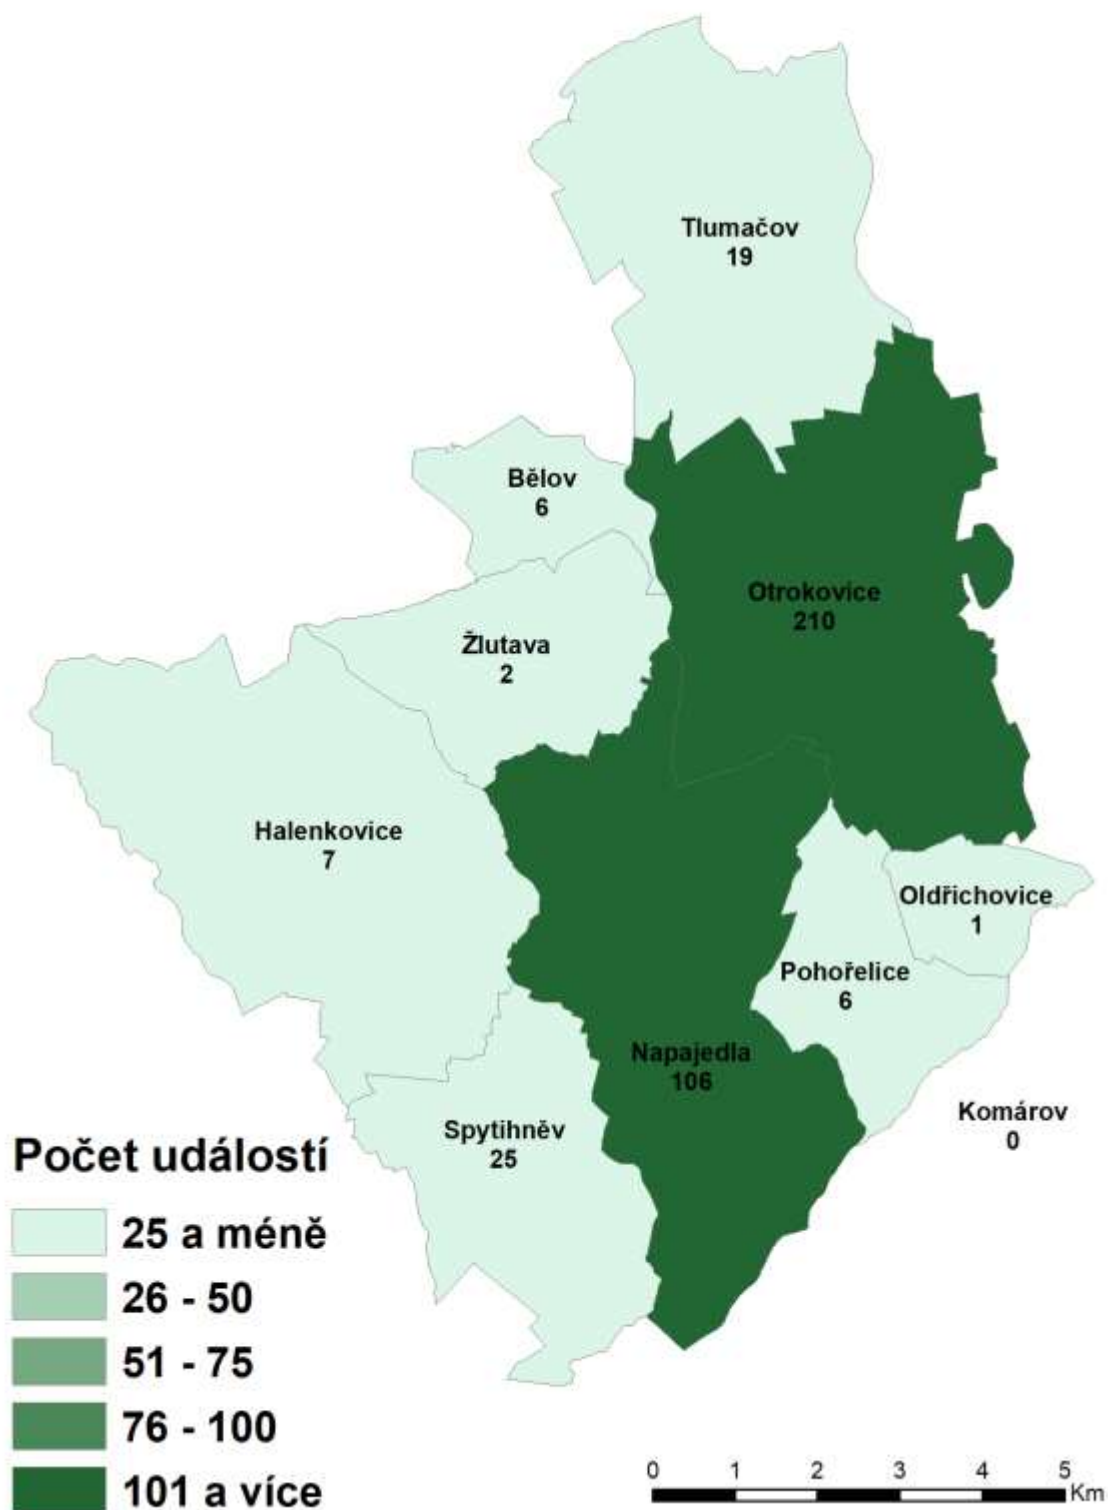 Tlumačov
19
Bělov
6
Otrokovice
210
Žlutava
2
Halenkovice
7
Oldřichovice
1
Pohořelice
6
Napajedla
106
Komárov
0
Spytihněv
25
Počet událostí
25 a méně
26 - 50
51 - 75
76 - 100
101 a více
0 1 2 3 4 5
Km